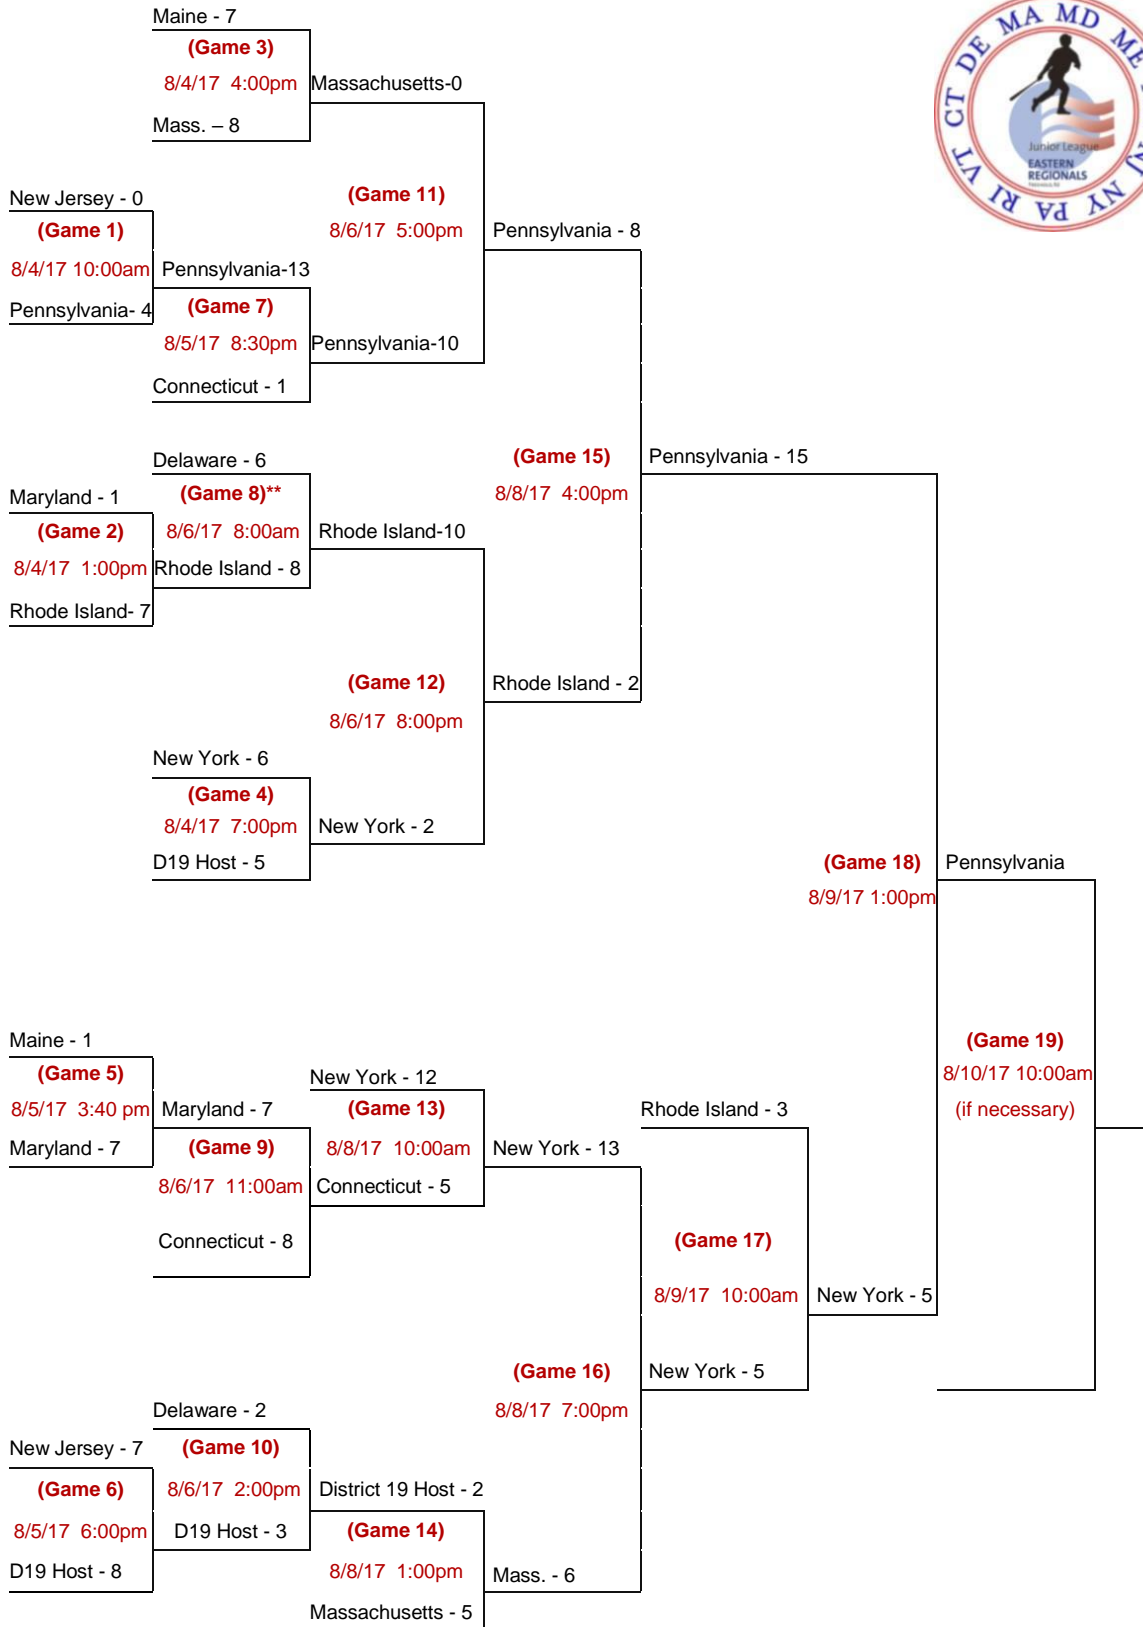 Maine - 7
(Game 3)
8/4/17 4:00pm
Massachusetts-0
Mass. – 8
New Jersey - 0
(Game 11)
(Game 1)
8/6/17 5:00pm
Pennsylvania - 8
8/4/17 10:00am
Pennsylvania-13
Pennsylvania- 4
(Game 7)
8/5/17 8:30pm
Pennsylvania-10
Connecticut - 1
Delaware - 6
(Game 15)
Pennsylvania - 15
Maryland - 1
(Game 8)**
8/8/17 4:00pm
(Game 2)
8/6/17 8:00am
Rhode Island-10
8/4/17 1:00pm
Rhode Island - 8
Rhode Island- 7
(Game 12)
Rhode Island - 2
8/6/17 8:00pm
New York - 6
(Game 4)
8/4/17 7:00pm
New York - 2
D19 Host - 5
(Game 18)
Pennsylvania
8/9/17 1:00pm
Maine - 1
(Game 19)
(Game 5)
New York - 12
8/10/17 10:00am
8/5/17 3:40 pm
Maryland - 7
(Game 13)
Rhode Island - 3
(if necessary)
Maryland - 7
(Game 9)
8/8/17 10:00am
New York - 13
8/6/17 11:00am
Connecticut - 5
Connecticut - 8
(Game 17)
8/9/17 10:00am
New York - 5
(Game 16)
New York - 5
Delaware - 2
8/8/17 7:00pm
New Jersey - 7
(Game 10)
(Game 6)
8/6/17 2:00pm
District 19 Host - 2
8/5/17 6:00pm
D19 Host - 3
(Game 14)
D19 Host - 8
8/8/17 1:00pm
Mass. - 6
Massachusetts - 5
CT DE MA MD ME NJ NY PA RI VT
Junior League
EASTERN
REGIONALS